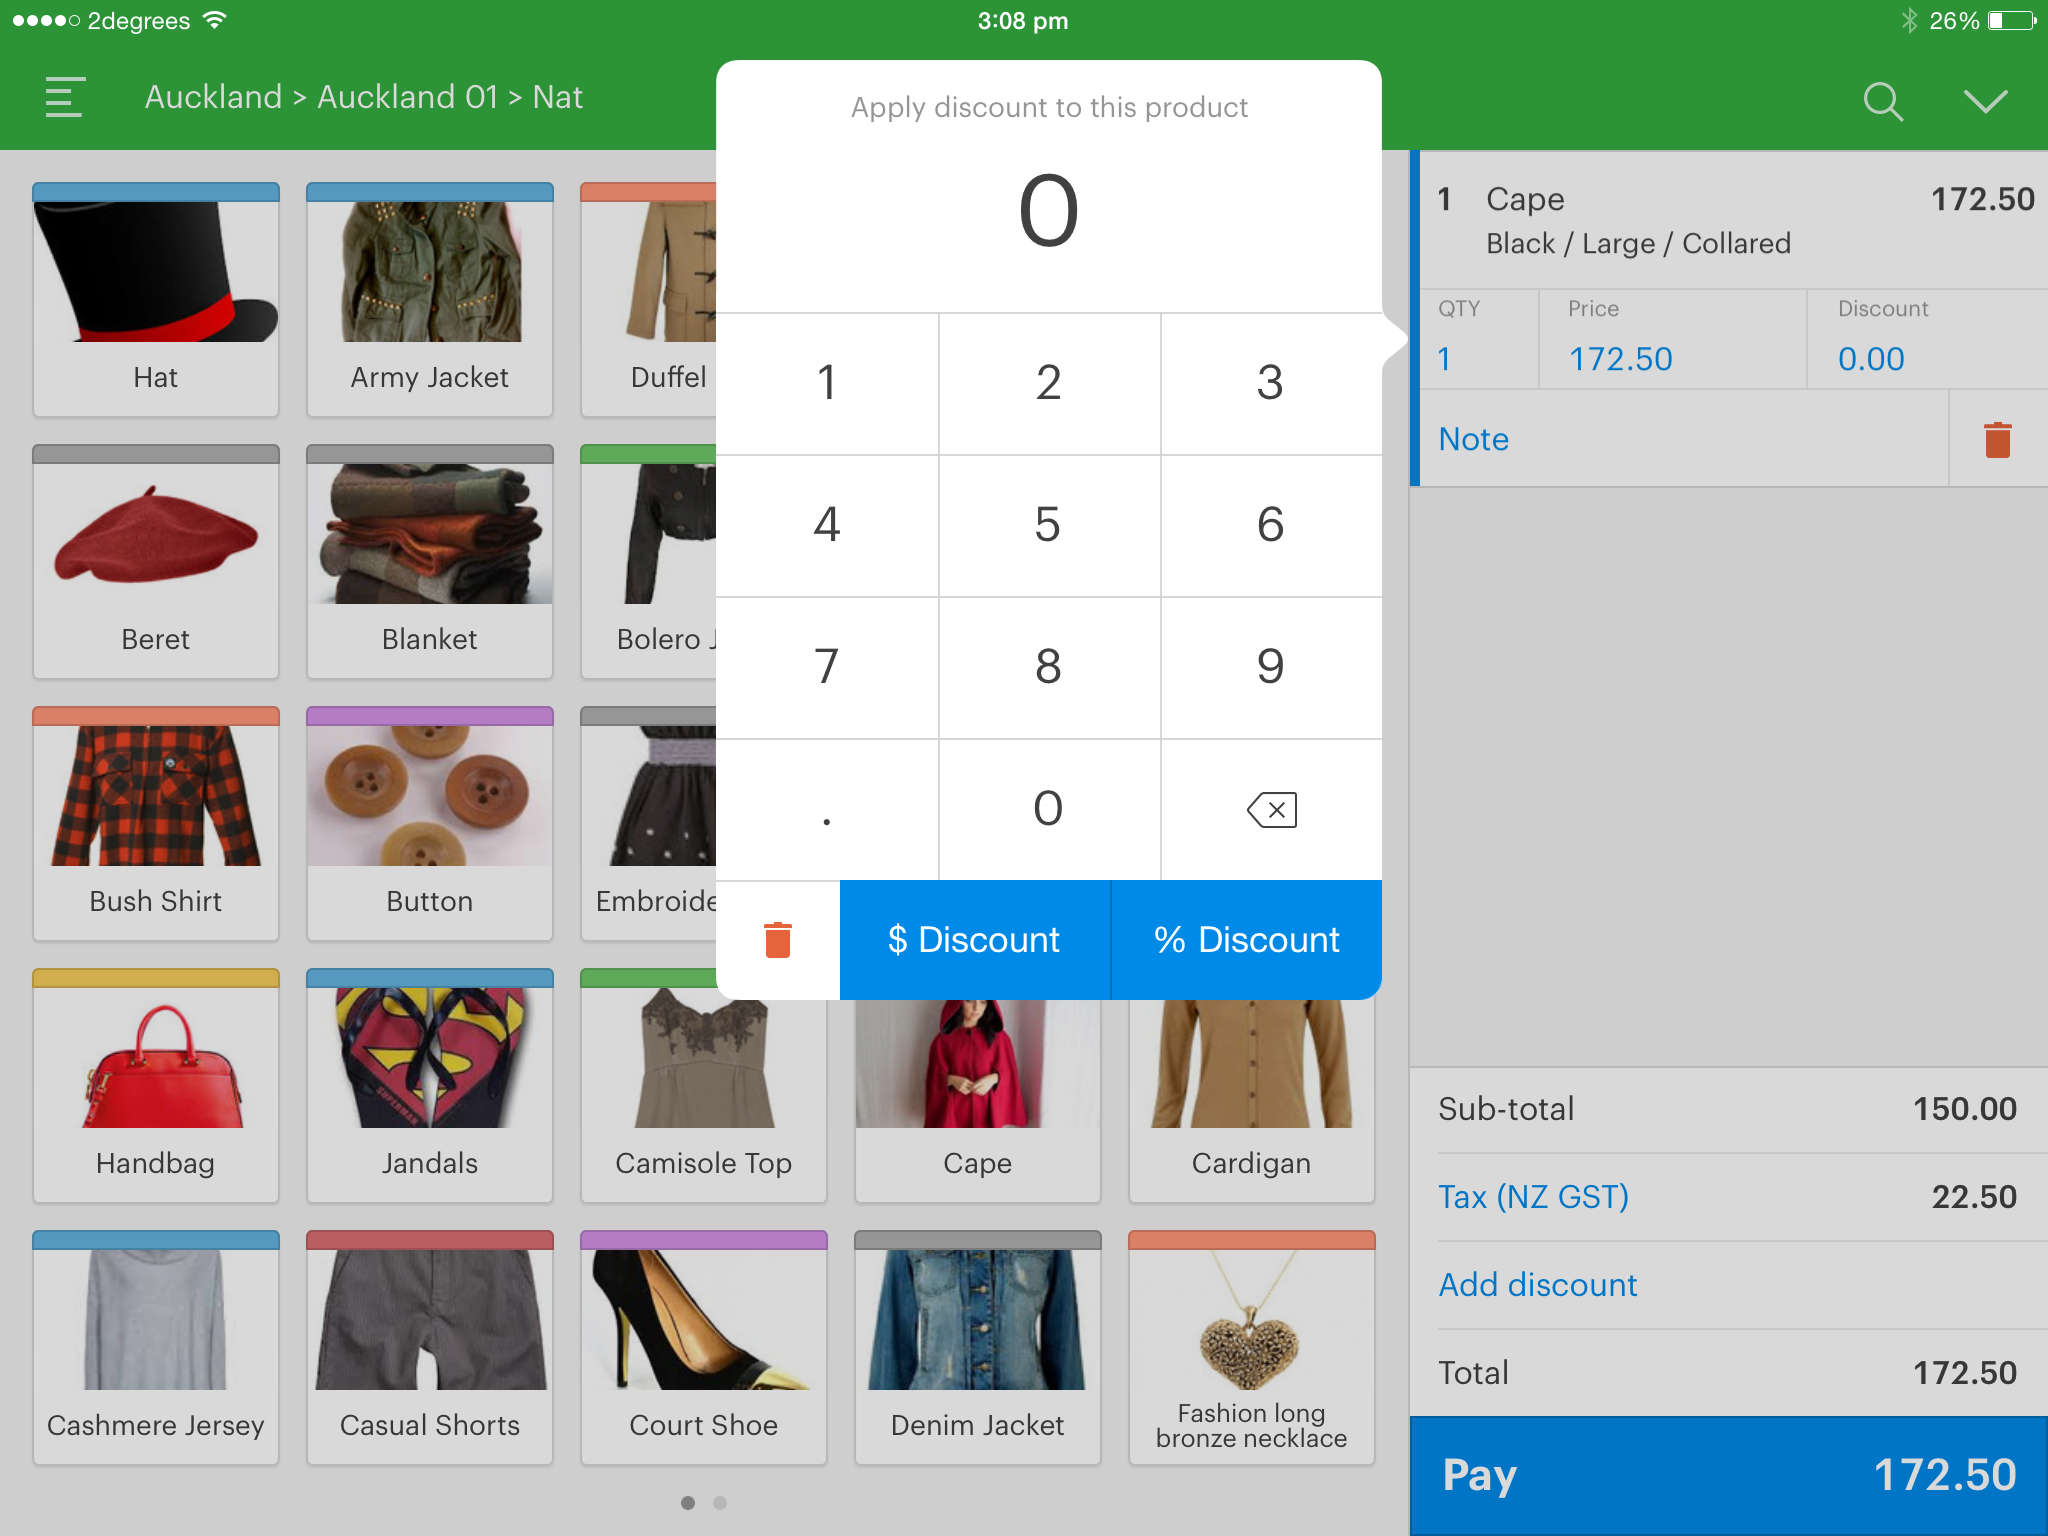 2degrees
3:08 pm
26%
Auckland > Auckland 01 > Nat
Apply discount to this product
0
1 2 3
4 5 6
7 8 9
. 0
$ Discount % Discount
Hat
Army Jacket
Duffel
Beret
Blanket
Bolero J
Bush Shirt
Button
Embroide
Handbag
Jandals
SUPERMAN
Camisole Top
Cape
Cardigan
Cashmere Jersey
Casual Shorts
Court Shoe
Denim Jacket
Fashion long
bronze necklace
1 Cape 172.50
Black / Large / Collared
QTY Price Discount
1 172.50 0.00
Note
Sub-total 150.00
Tax (NZ GST) 22.50
Add discount
Total 172.50
Pay 172.50